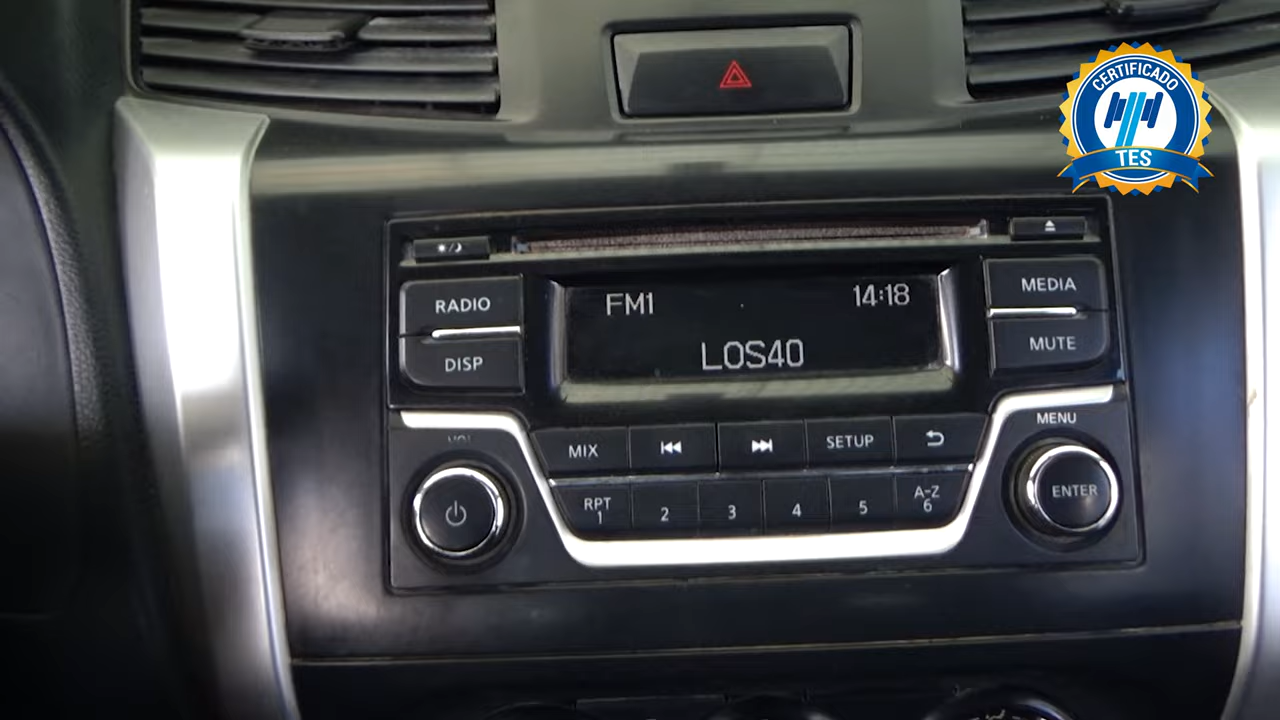 CERTIFICADO
TES
RADIO
FM1
14:18
MEDIA
DISP
LOS40
MUTE
VOL
MENU
MIX
SETUP
ENTER
RPT
1
2
3
4
5
A-Z
6